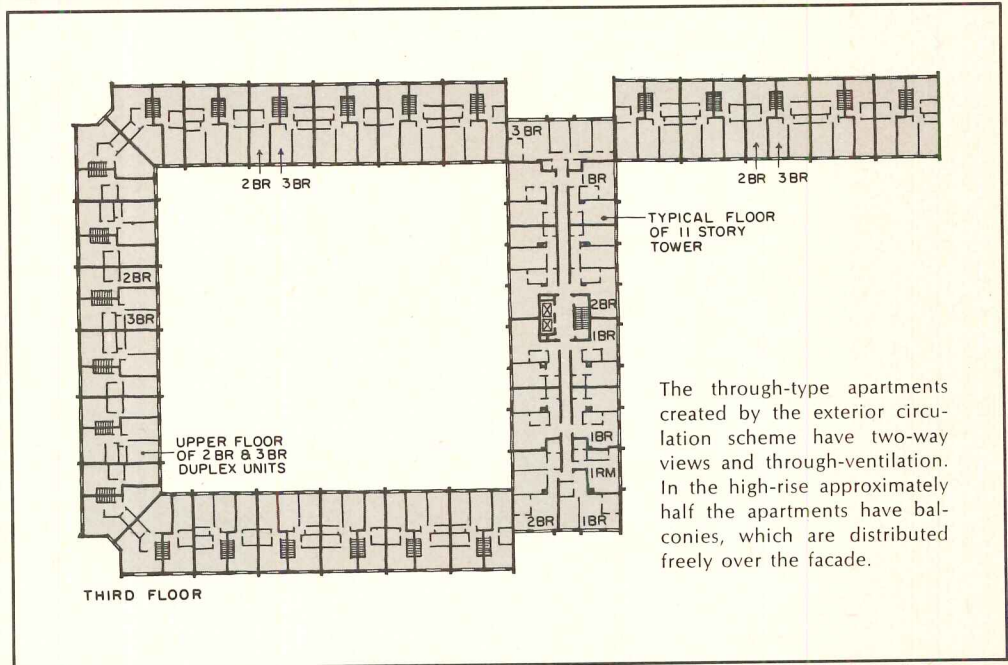 3 BR
1BR
2BR 3BR
2BR 3BR
TYPICAL FLOOR
OF 11 STORY
TOWER
2BR
3BR
2BR
1BR
The through-type apartments
created by the exterior circu-
lation scheme have two-way
views and through-ventilation.
In the high-rise approximately
half the apartments have bal-
conies, which are distributed
freely over the facade.
UPPER FLOOR
OF 2BR & 3BR
DUPLEX UNITS
1BR
1RM
2BR
1BR
THIRD FLOOR